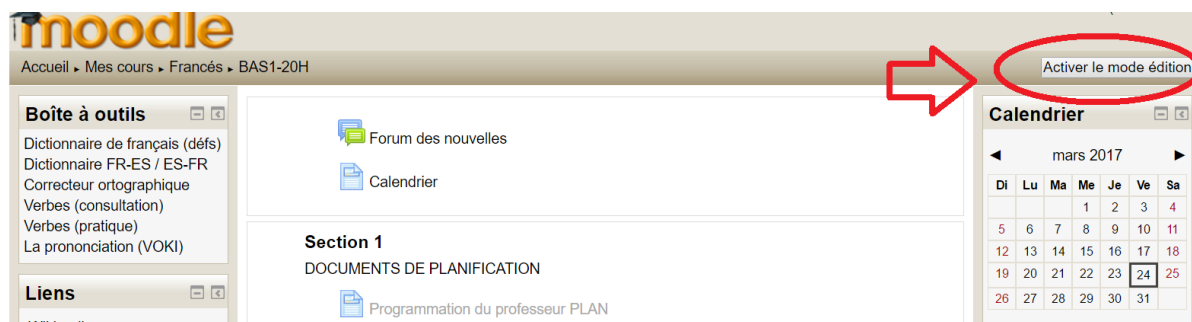 moodle
Accueil ▸ Mes cours ▸ Francés ▸ BAS1-20H
Activer le mode édition
Boîte à outils
Dictionnaire de français (défs)
Dictionnaire FR-ES / ES-FR
Correcteur ortographique
Verbes (consultation)
Verbes (pratique)
La prononciation (VOKI)
Liens
Forum des nouvelles
Calendrier
Section 1
DOCUMENTS DE PLANIFICATION
Programmation du professeur PLAN
Calendrier
◄ mars 2017 ►
Di Lu Ma Me Je Ve Sa
1 2 3 4
5 6 7 8 9 10 11
12 13 14 15 16 17 18
19 20 21 22 23 24 25
26 27 28 29 30 31